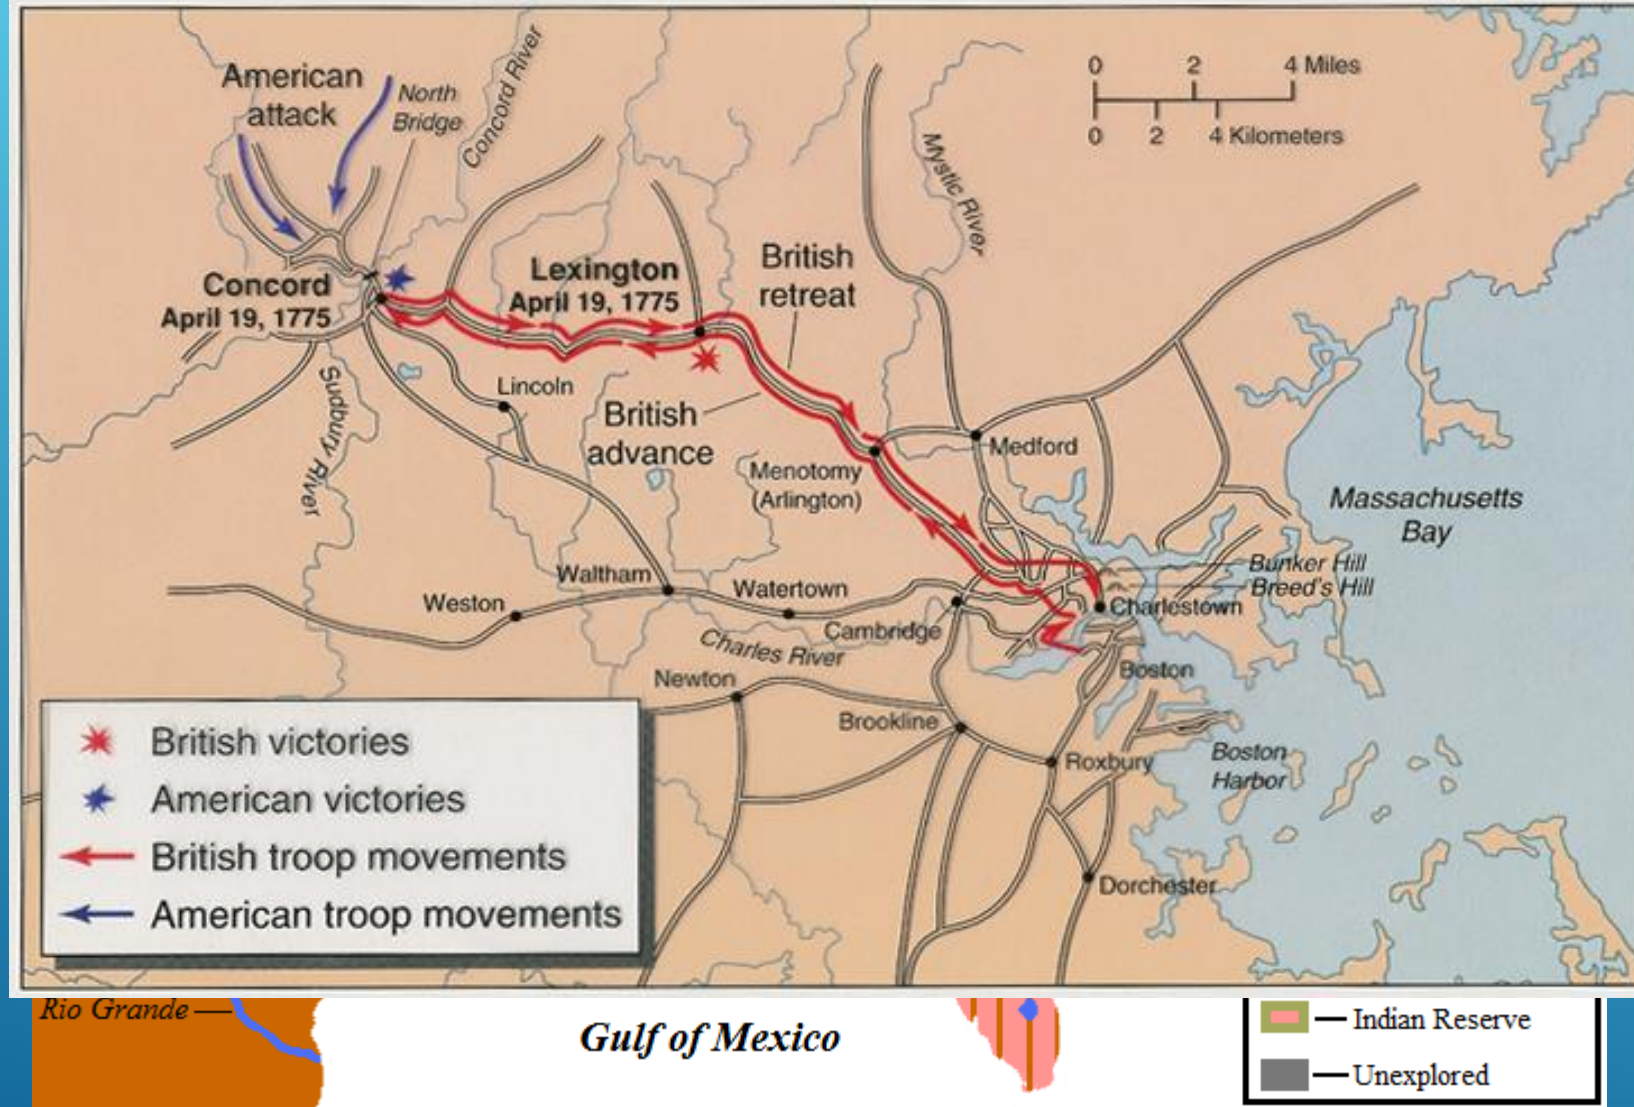 American
attack
North
Bridge
Concord River
0 2 4 Miles
0 2 4 Kilometers
Mystic River
Concord
April 19, 1775
Lexington
April 19, 1775
British
retreat
Sudbury River
Lincoln
British
advance
Medford
Menotomy
(Arlington)
Massachusetts
Bay
Bunker Hill
Breed's Hill
Waltham
Watertown
Weston
Charlestown
Cambridge
Charles River
Boston
Newton
Brookline
Roxbury
Boston
Harbor
Dorchester
British victories
American victories
British troop movements
American troop movements
Rio Grande
Gulf of Mexico
Indian Reserve
Unexplored